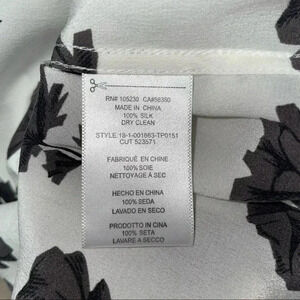 RN# 105230 CA#56350
MADE IN CHINA
100% SILK
DRY CLEAN
STYLE 18-1-001663-TP0151
CUT 523571
FABRIQUÉ EN CHINE
100% SOIE
NETTOYAGE À SEC
HECHO EN CHINA
100% SEDA
LAVADO EN SECO
PRODOTTO IN CINA
100% SETA
LAVARE A SECCO